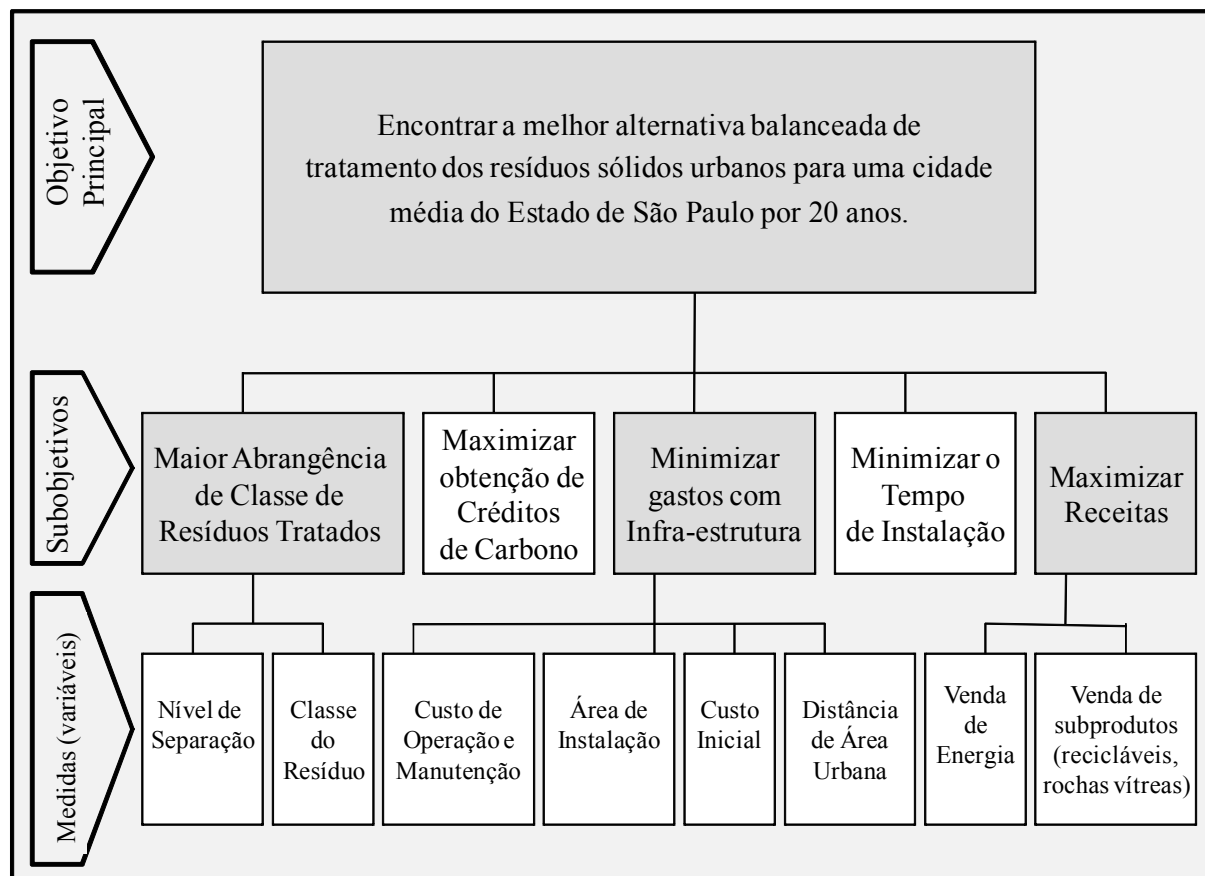 Objetivo
Principal
Encontrar a melhor alternativa balanceada de
tratamento dos resíduos sólidos urbanos para uma cidade
média do Estado de São Paulo por 20 anos.
Subobjetivos
Maior Abrangência
de Classe de
Resíduos Tratados
Maximizar
obtenção de
Créditos
de Carbono
Minimizar
gastos com
Infra-estrutura
Minimizar o
Tempo
de Instalação
Maximizar
Receitas
Medidas (variáveis)
Nível de
Separação
Classe
do
Resíduo
Custo de
Operação e
Manutenção
Área de
Instalação
Custo
Inicial
Distância
de Área
Urbana
Venda
de
Energia
Venda de
subprodutos
(recicláveis,
rochas vítreas)